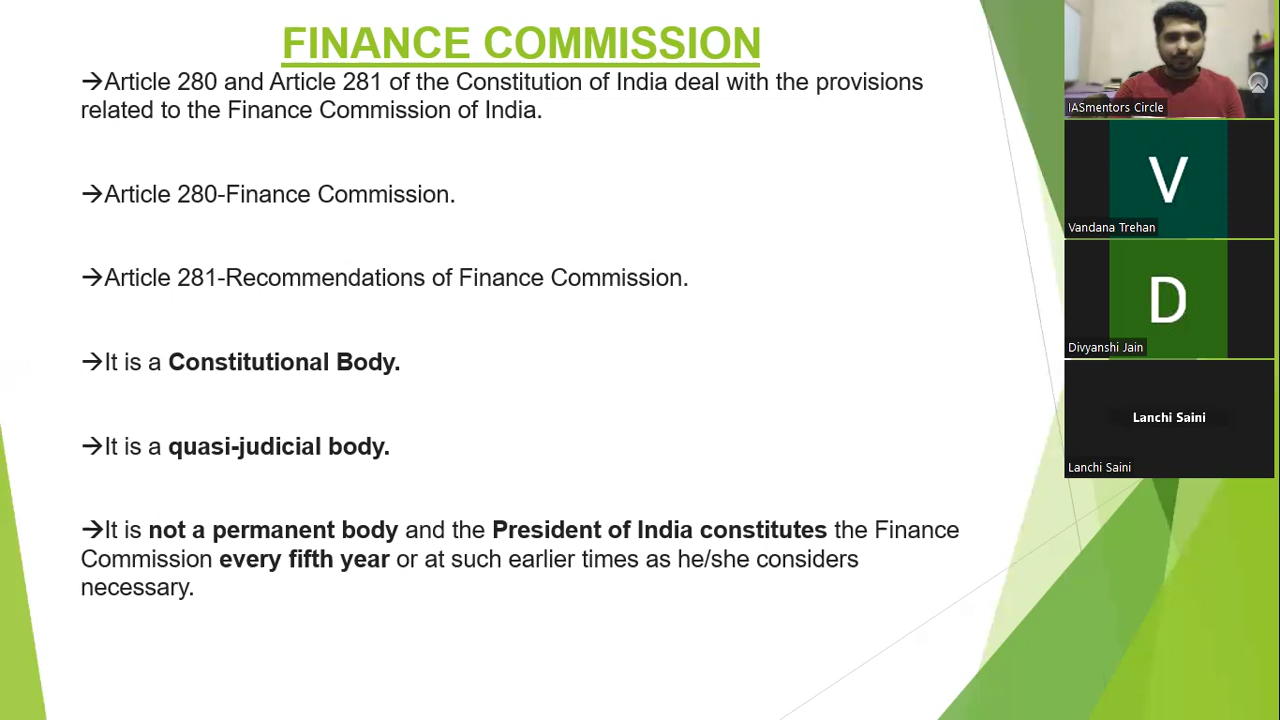 FINANCE COMMISSION
→Article 280 and Article 281 of the Constitution of India deal with the provisions
related to the Finance Commission of India.
→Article 280-Finance Commission.
→Article 281-Recommendations of Finance Commission.
→It is a Constitutional Body.
→It is a quasi-judicial body.
→It is not a permanent body and the President of India constitutes the Finance
Commission every fifth year or at such earlier times as he/she considers
necessary.
IASmentors Circle
V
Vandana Trehan
D
Divyanshi Jain
Lanchi Saini
Lanchi Saini